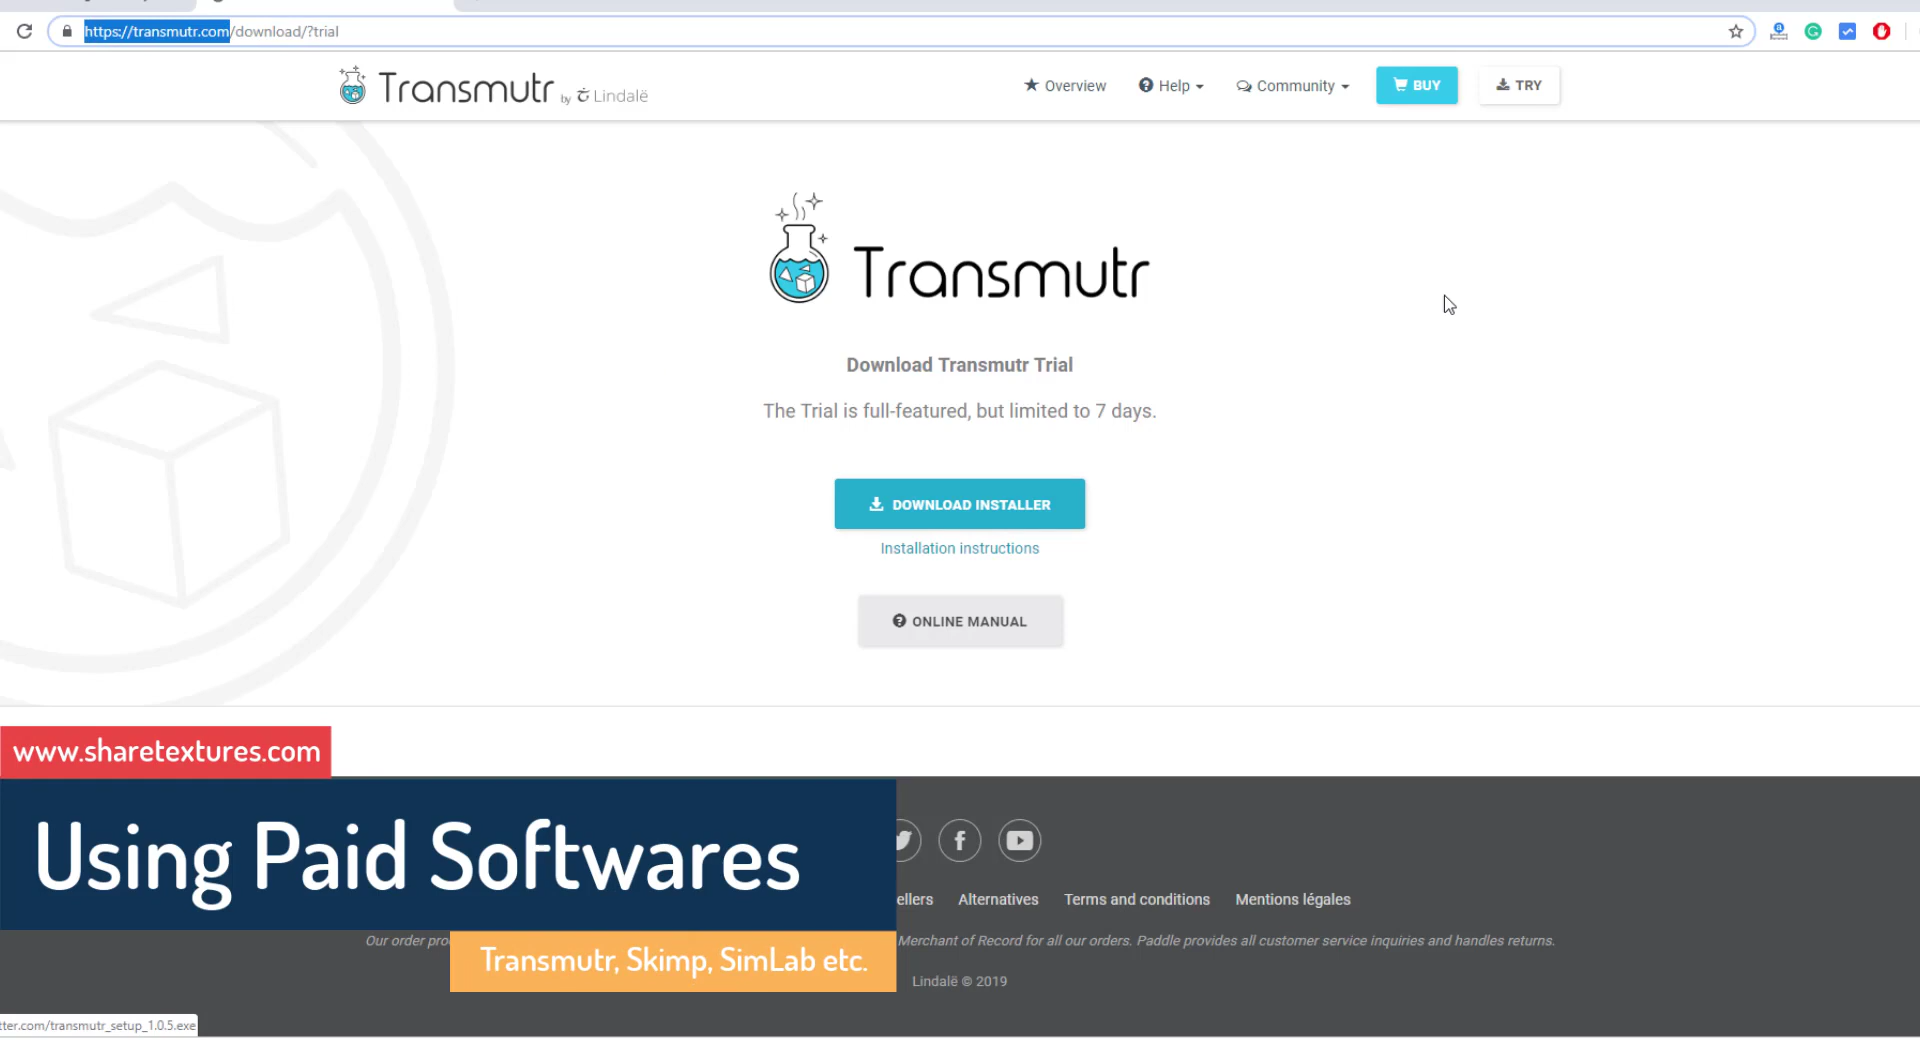 https://transmutr.com/download/?trial
Transmutr by Lindalë
Overview
Help
Community
BUY
TRY
Transmutr
Download Transmutr Trial
The Trial is full-featured, but limited to 7 days.
DOWNLOAD INSTALLER
Installation instructions
ONLINE MANUAL
www.sharetextures.com
Using Paid Softwares
Transmutr, Skimp, SimLab etc.
ellers Alternatives Terms and conditions Mentions légales
Our order pro Merchant of Record for all our orders. Paddle provides all customer service inquiries and handles returns.
Lindalë © 2019
tter.com/transmutr_setup_1.0.5.exe